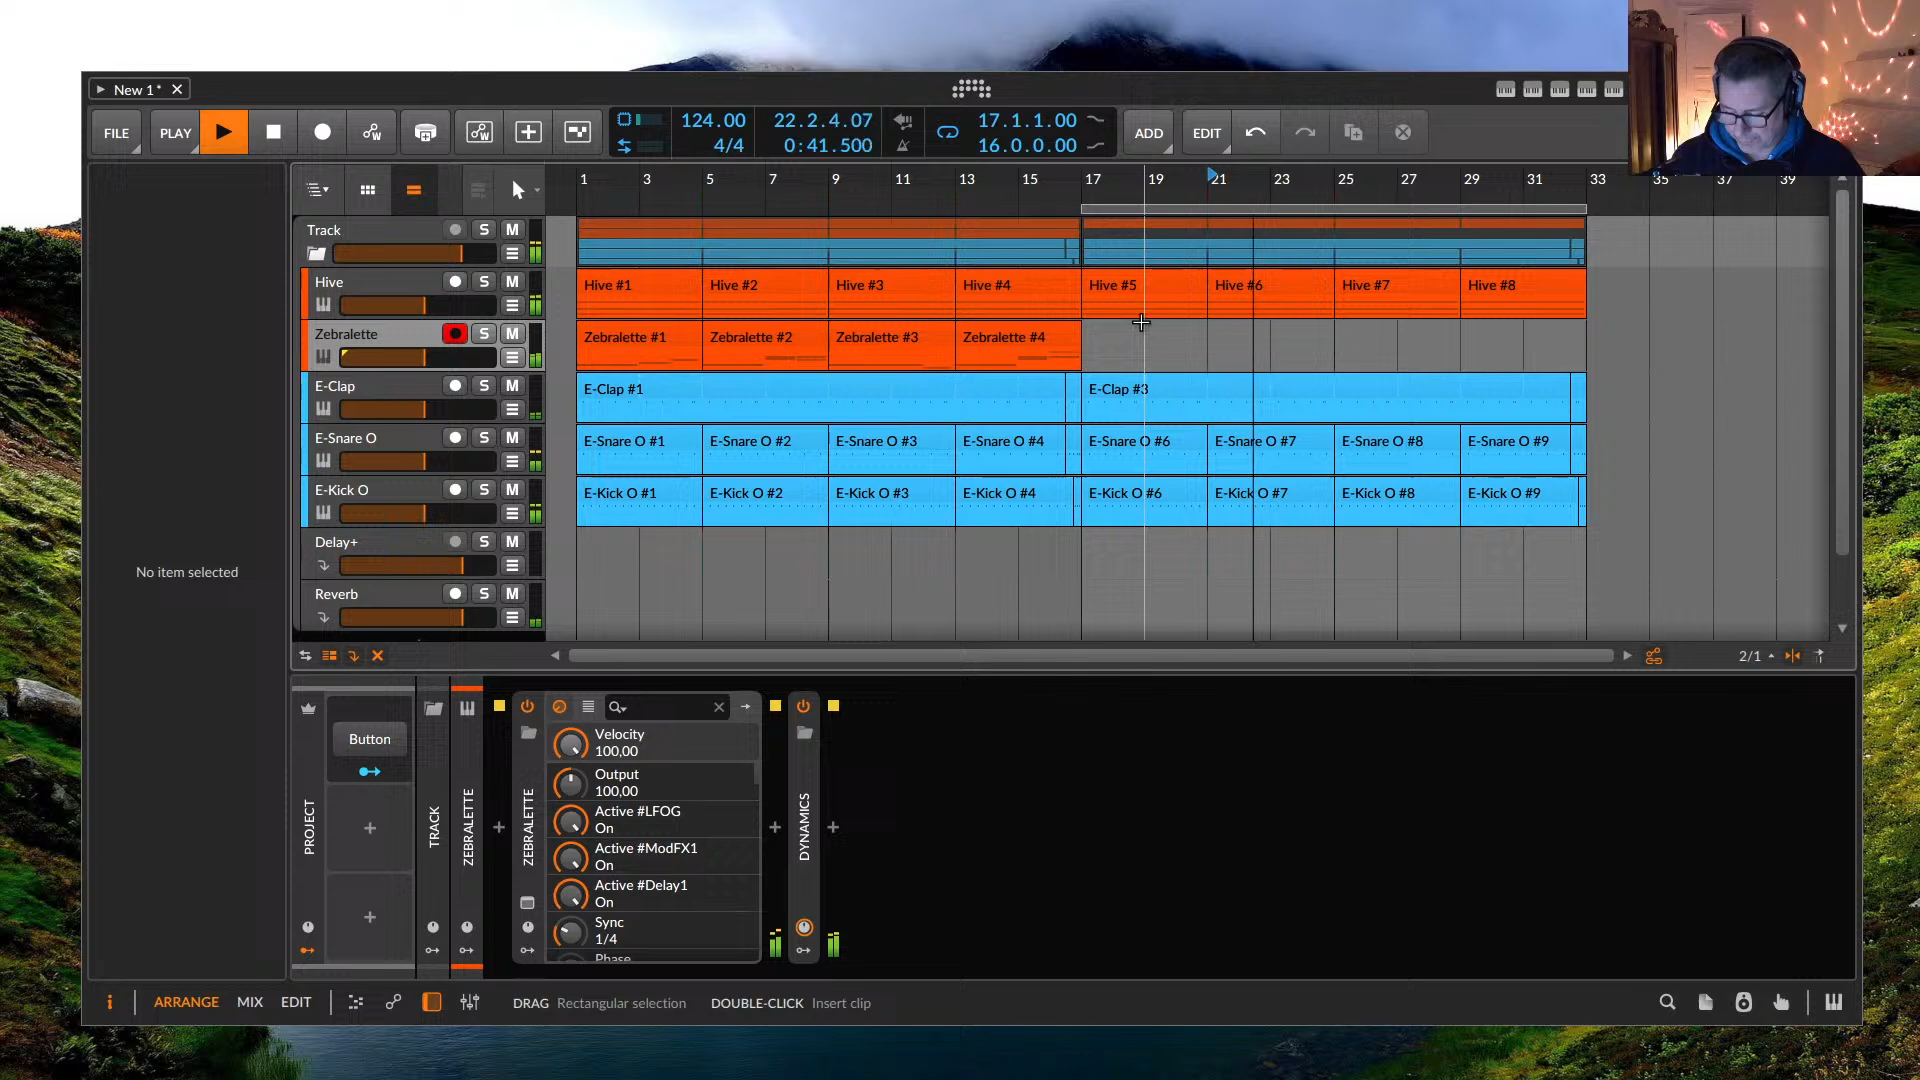 New 1*
FILE
PLAY
124.00
4/4
22.2.4.07
0:41.500
17.1.1.00
16.0.0.00
ADD
EDIT
1 3 5 7 9 11 13 15 17 19 21 23 25 27 29 31 33 35 37 39
Track S M
Hive S M
Hive #1 Hive #2 Hive #3 Hive #4 Hive #5 Hive #6 Hive #7 Hive #8
Zebralette S M
Zebralette #1 Zebralette #2 Zebralette #3 Zebralette #4
E-Clap S M
E-Clap #1 E-Clap #3
E-Snare O S M
E-Snare O #1 E-Snare O #2 E-Snare O #3 E-Snare O #4 E-Snare O #6 E-Snare O #7 E-Snare O #8 E-Snare O #9
E-Kick O S M
E-Kick O #1 E-Kick O #2 E-Kick O #3 E-Kick O #4 E-Kick O #6 E-Kick O #7 E-Kick O #8 E-Kick O #9
Delay+ S M
Reverb S M
No item selected
2/1
PROJECT
Button
TRACK
ZEBRALETTE
ZEBRALETTE
Velocity
100,00
Output
100,00
Active #LFOG
On
Active #ModFX1
On
Active #Delay1
On
Sync
1/4
Phase
DYNAMICS
ARRANGE MIX EDIT
DRAG Rectangular selection DOUBLE-CLICK Insert clip